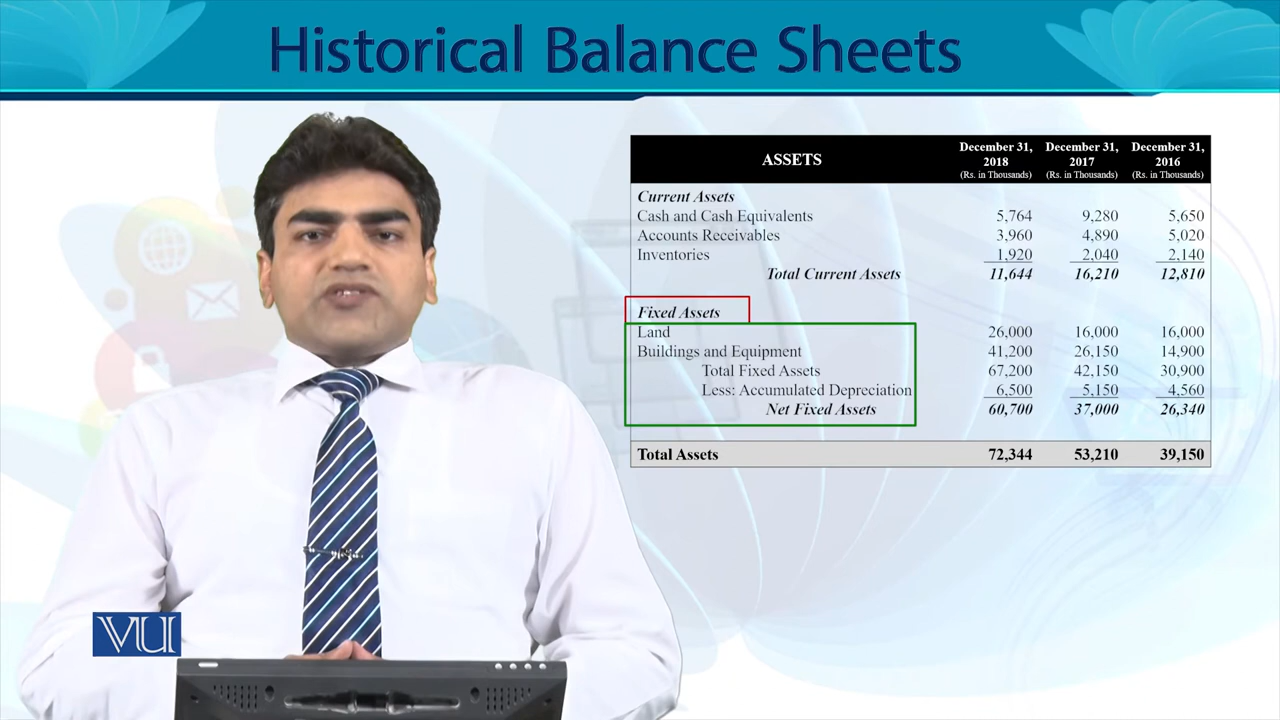 Historical Balance Sheets
ASSETS December 31, 2018 (Rs. in Thousands) December 31, 2017 (Rs. in Thousands) December 31, 2016 (Rs. in Thousands)
Current Assets
Cash and Cash Equivalents 5,764 9,280 5,650
Accounts Receivables 3,960 4,890 5,020
Inventories 1,920 2,040 2,140
Total Current Assets 11,644 16,210 12,810
Fixed Assets
Land 26,000 16,000 16,000
Buildings and Equipment 41,200 26,150 14,900
Total Fixed Assets 67,200 42,150 30,900
Less: Accumulated Depreciation 6,500 5,150 4,560
Net Fixed Assets 60,700 37,000 26,340
Total Assets 72,344 53,210 39,150
VU